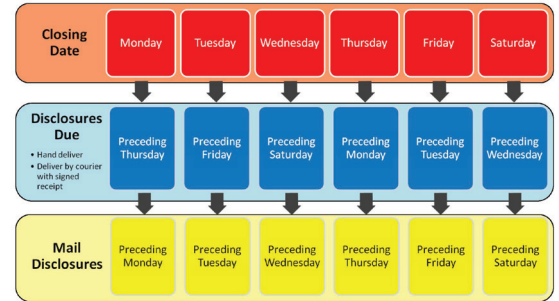 Closing
Date
Monday
Tuesday
Wednesday
Thursday
Friday
Saturday
Disclosures
Due
• Hand deliver
• Deliver by courier
with signed
receipt
Preceding
Thursday
Preceding
Friday
Preceding
Saturday
Preceding
Monday
Preceding
Tuesday
Preceding
Wednesday
Mail
Disclosures
Preceding
Monday
Preceding
Tuesday
Preceding
Wednesday
Preceding
Thursday
Preceding
Friday
Preceding
Saturday